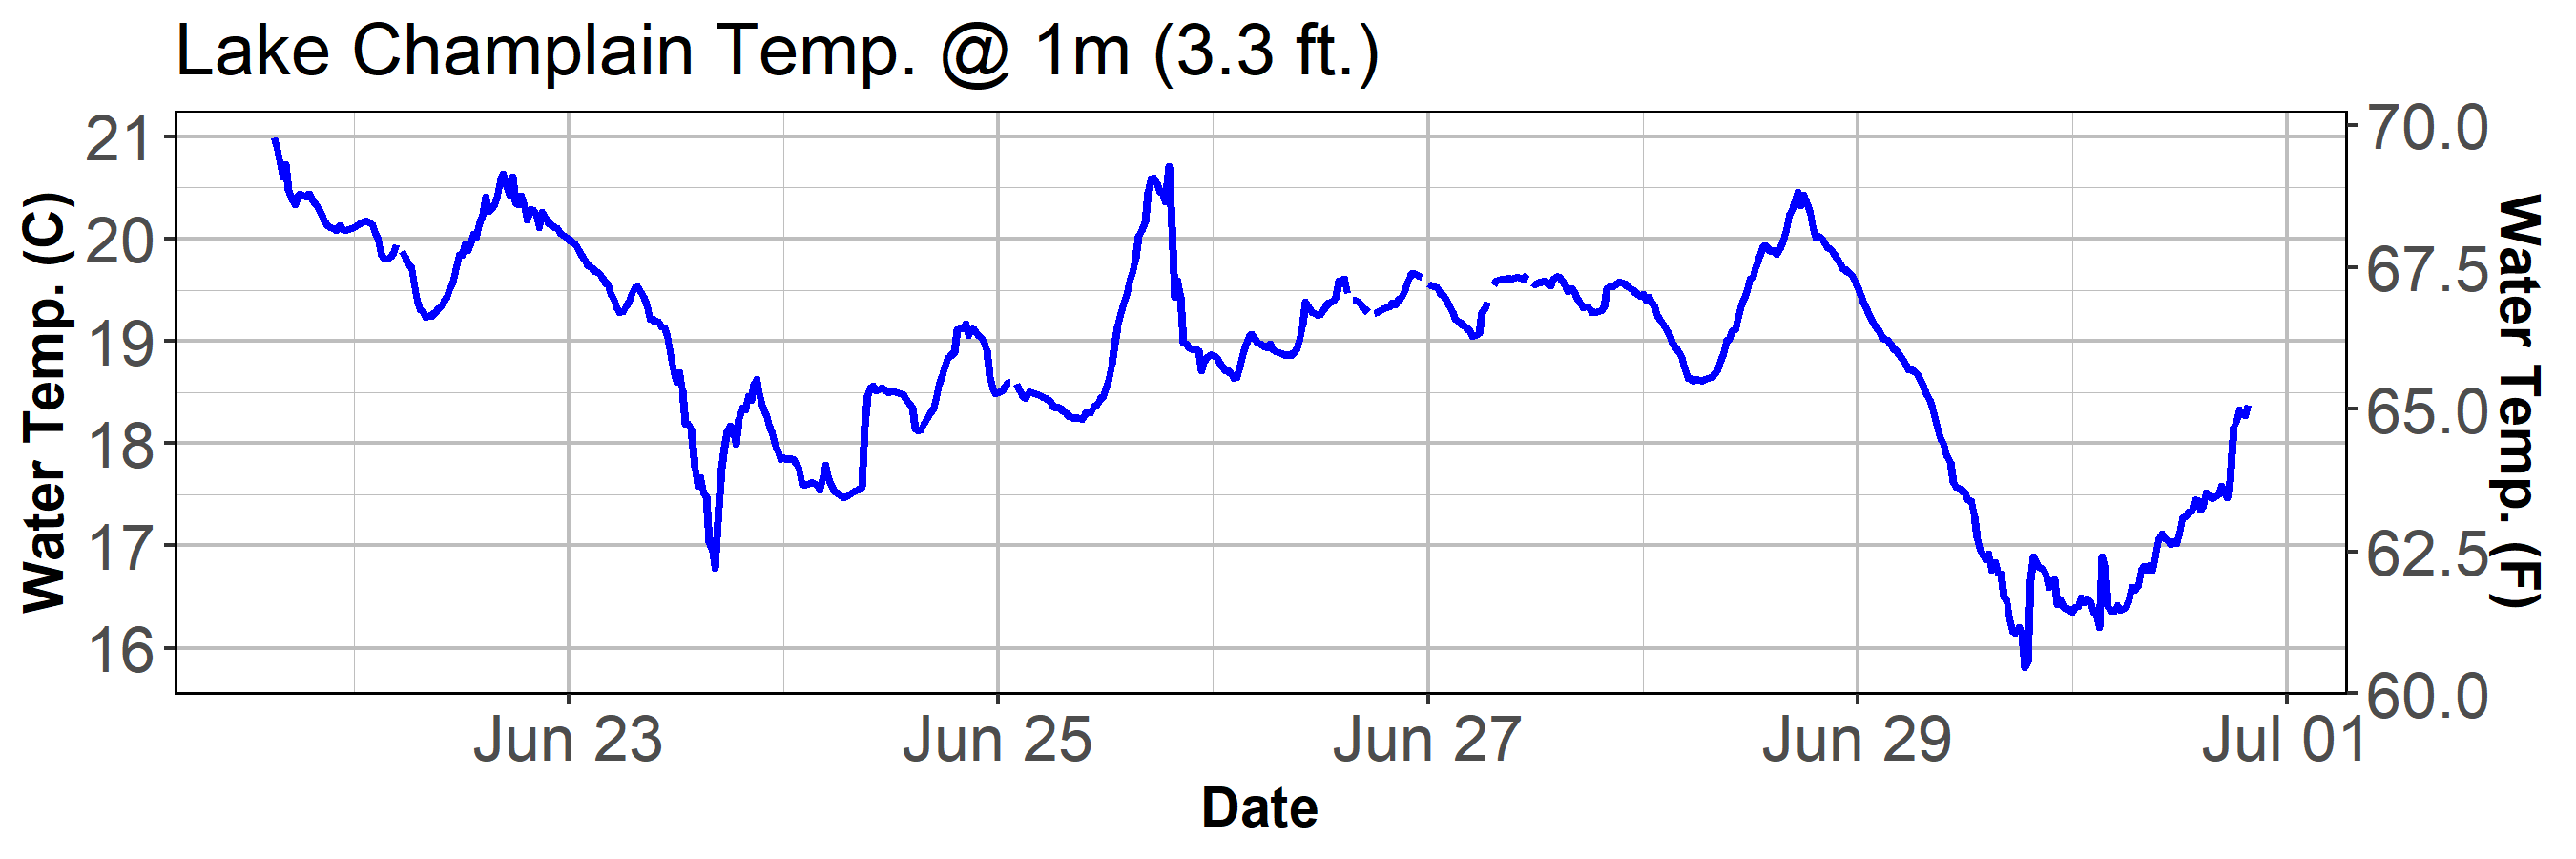 Lake Champlain Temp. @ 1m (3.3 ft.)
Water Temp. (C)
21
20
19
18
17
16
70.0
67.5
65.0
62.5
60.0
Water Temp. (F)
Jun 23 Jun 25 Jun 27 Jun 29 Jul 01
Date